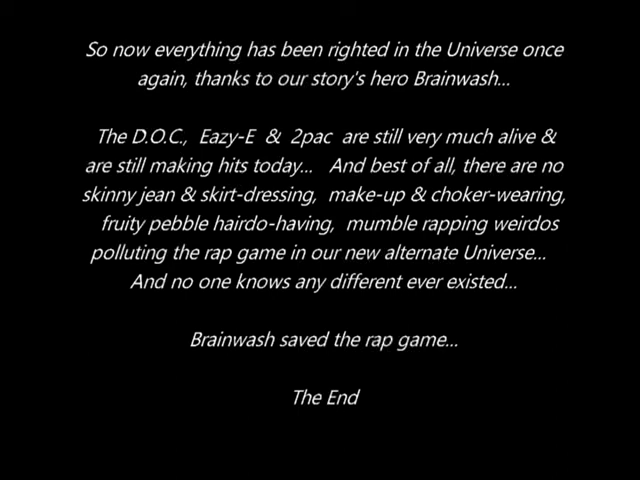 So now everything has been righted in the Universe once
again, thanks to our story's hero Brainwash...
The D.O.C., Eazy-E & 2pac are still very much alive &
are still making hits today... And best of all, there are no
skinny jean & skirt-dressing, make-up & choker-wearing,
fruity pebble hairdo-having, mumble rapping weirdos
polluting the rap game in our new alternate Universe...
And no one knows any different ever existed...
Brainwash saved the rap game...
The End